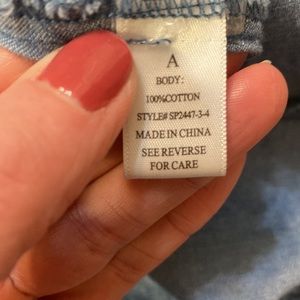 A
BODY:
100%COTTON
STYLE# SP2447-3-4
MADE IN CHINA
SEE REVERSE
FOR CARE